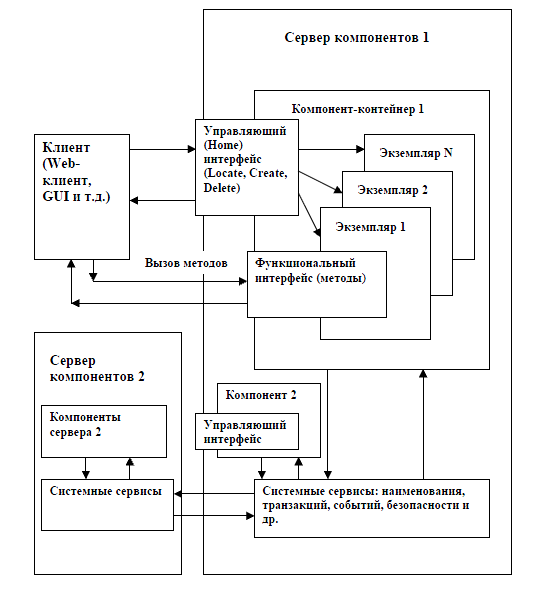 Сервер компонентов 1
Компонент-контейнер 1
Управляющий
(Home)
интерфейс
(Locate, Create,
Delete)
Клиент
(Web-
клиент,
GUI и т.д.)
Экземпляр N
Экземпляр 2
Экземпляр 1
Вызов методов
Функциональный
интерфейс (методы)
Сервер
компонентов 2
Компоненты
сервера 2
Системные сервисы
Компонент 2
Управляющий
интерфейс
Системные сервисы: наименования,
транзакций, событий, безопасности и
др.